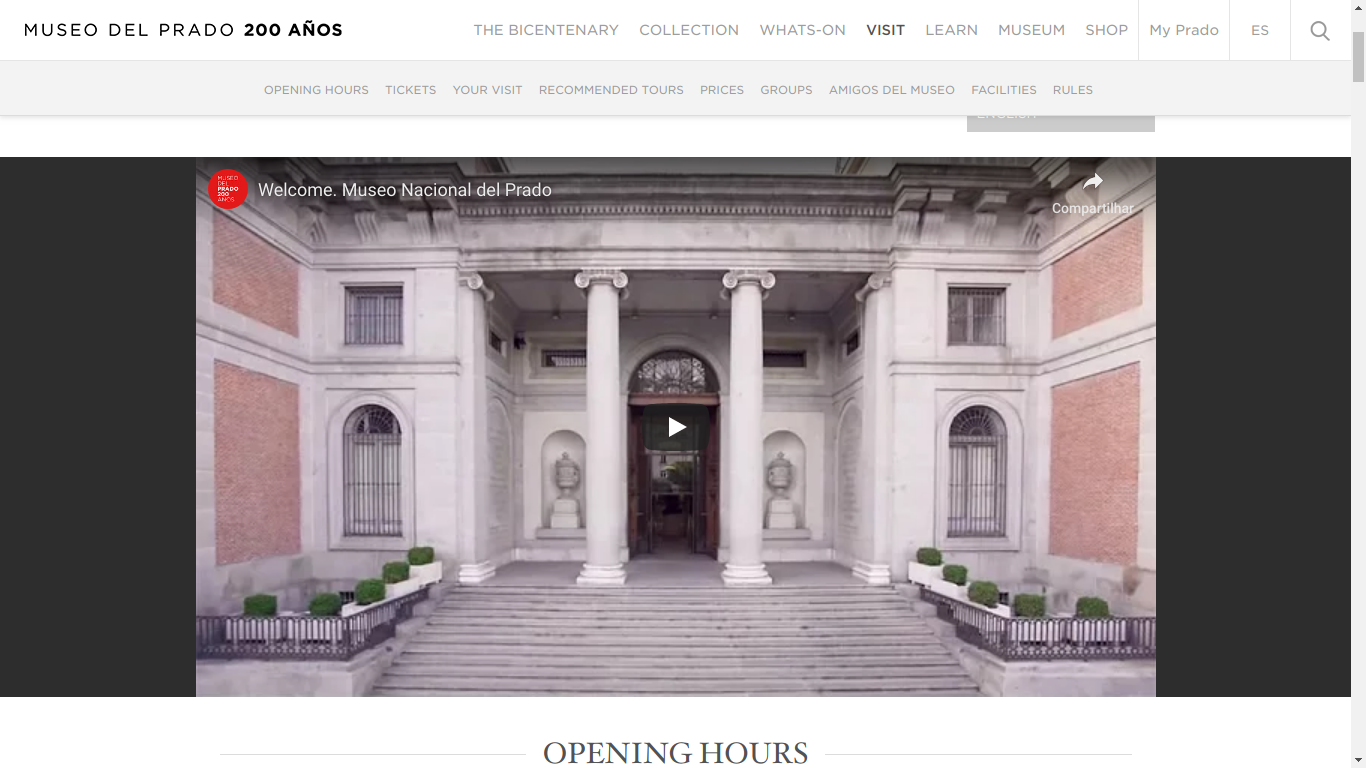 MUSEO DEL PRADO 200 AÑOS
THE BICENTENARY COLLECTION WHATS-ON VISIT LEARN MUSEUM SHOP My Prado ES
OPENING HOURS TICKETS YOUR VISIT RECOMMENDED TOURS PRICES GROUPS AMIGOS DEL MUSEO FACILITIES RULES
ENGLISH
MUSEO
DEL
PRADO
200
AÑOS
Welcome. Museo Nacional del Prado
Compartilhar
OPENING HOURS